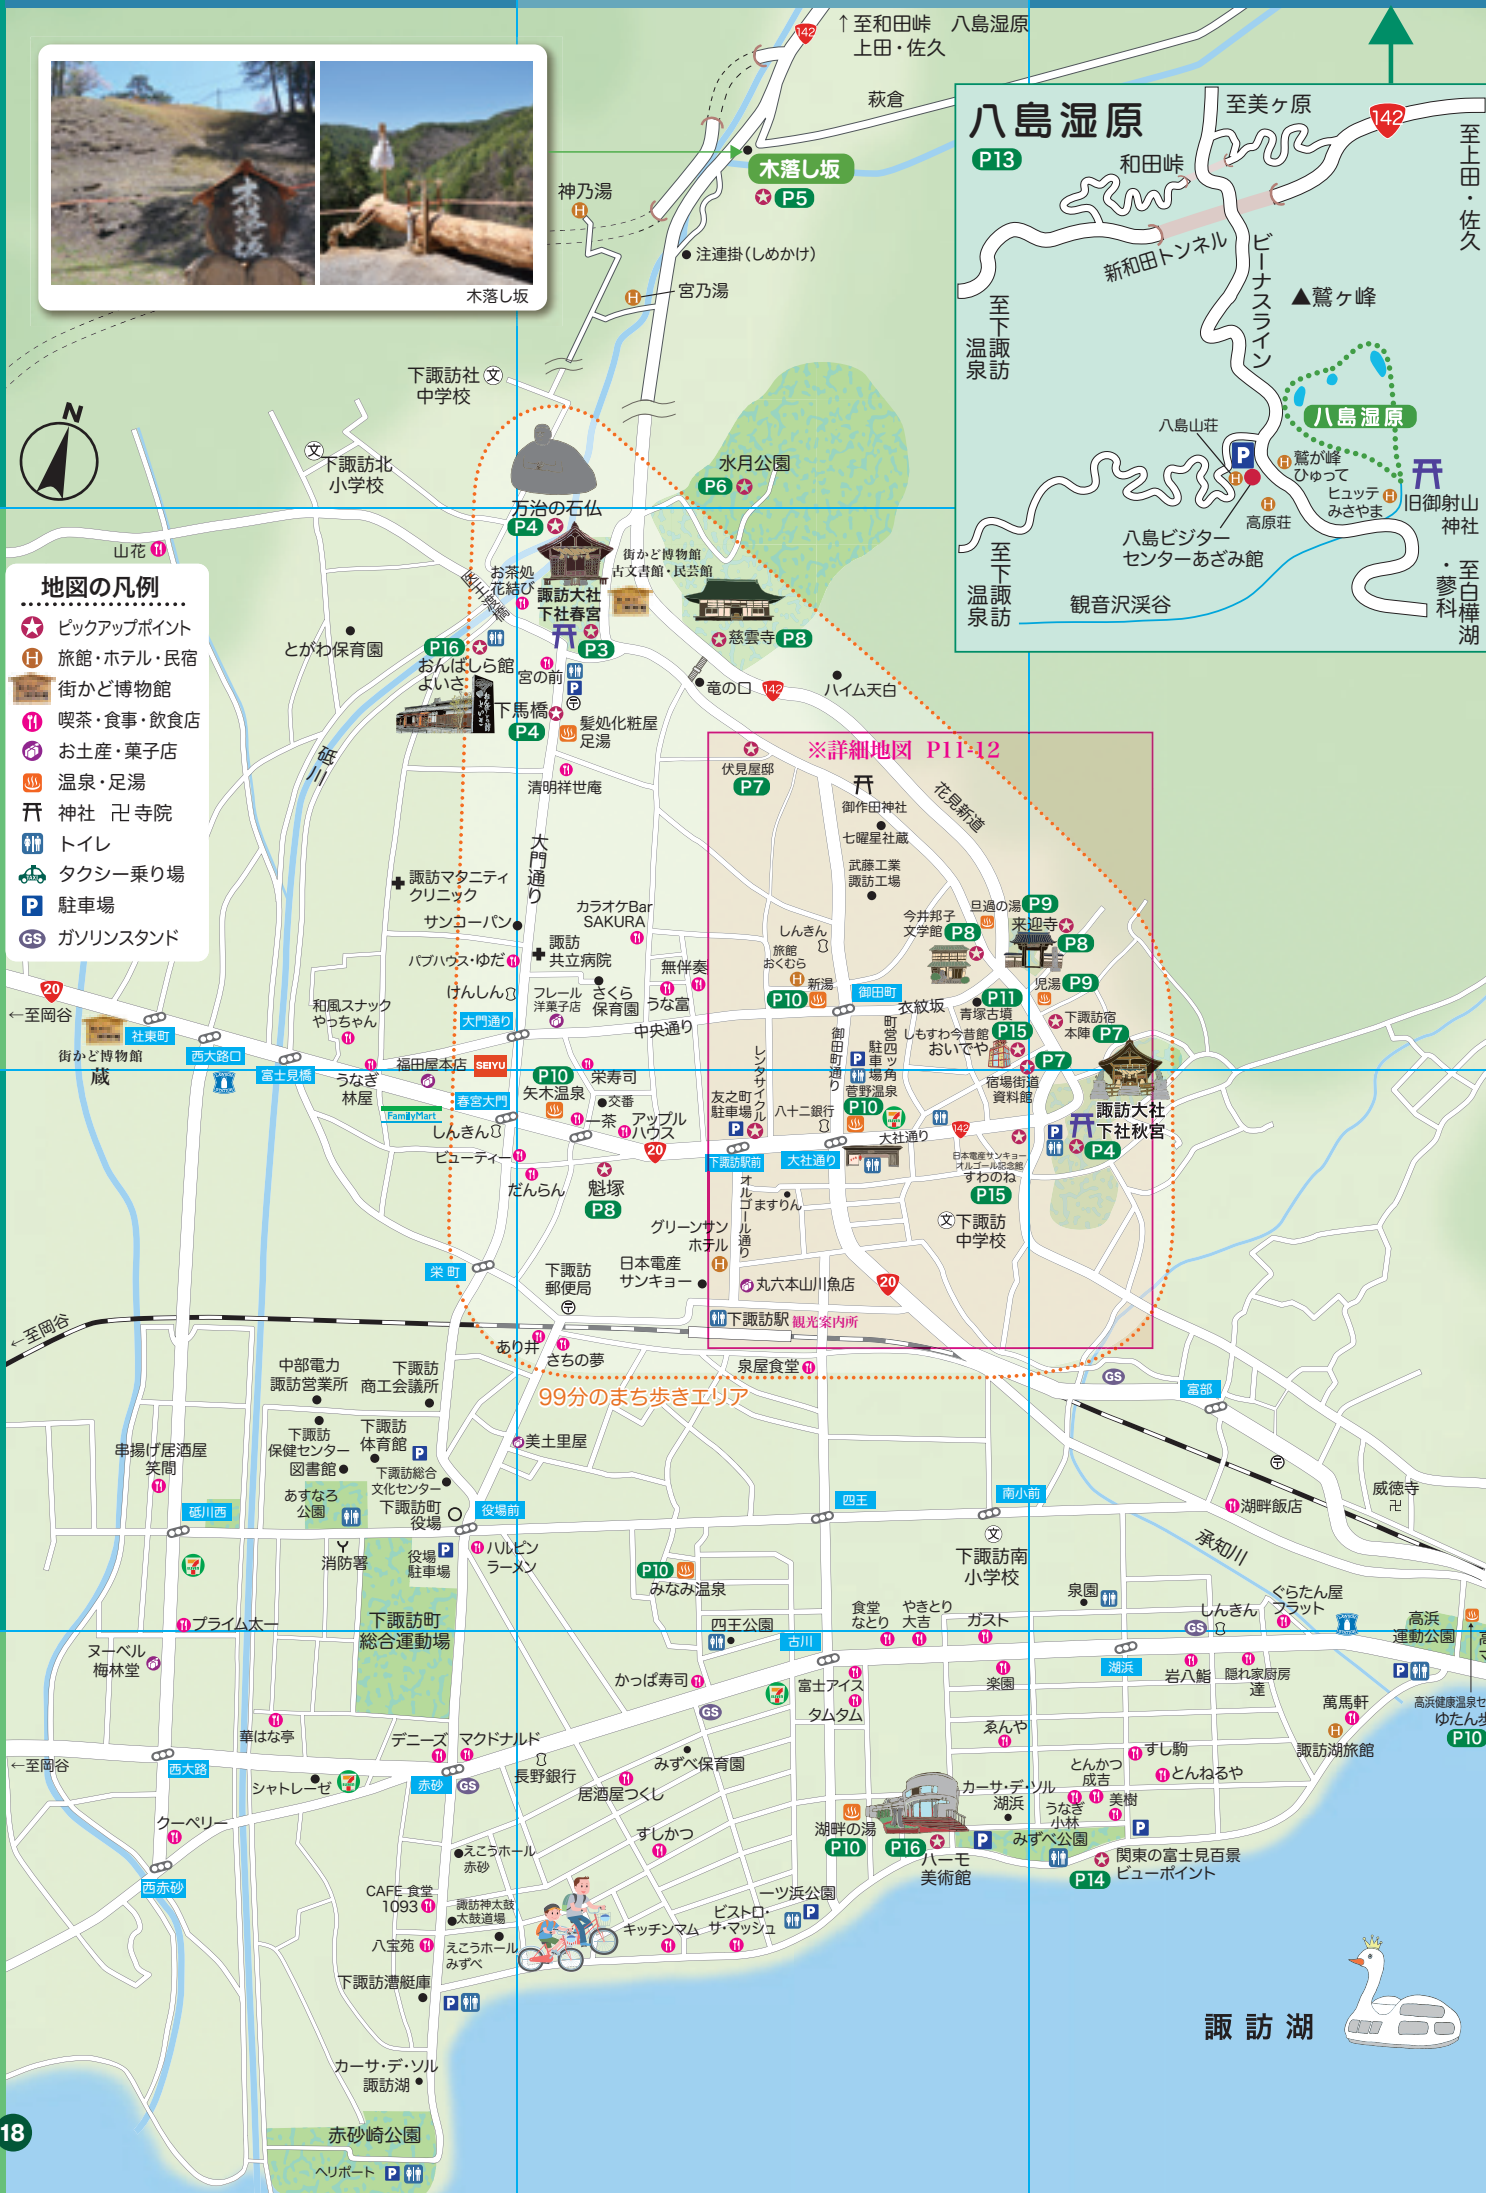 142
↑至和田峠 八島湿原
上田・佐久
萩倉
木落し坂
木落し坂
P5
木落し坂
神乃湯
注連掛(しめかけ)
宮乃湯
八島湿原
P13
至美ヶ原
142
和田峠
至上田・佐久
新和田トンネル
ビーナスライン
▲鷲ヶ峰
至下諏訪温泉
八島湿原
八島山荘
P
鷲が峰
ひゅって
ヒュッテ
みさやま
旧御射山
神社
高原荘
八島ビジター
センターあざみ館
至下諏訪温泉
観音沢渓谷
至白樺湖・蓼科
N
下諏訪社
中学校
下諏訪北
小学校
山花
水月公園
P6
万治の石仏
P4
街かど博物館
古文書館・民芸館
お茶処
花結び
医王渡橋
諏訪大社
下社春宮
P3
慈雲寺 P8
とがわ保育園
P16
おんばしら館
よいさ
宮の前
P
下馬橋
P4
髪処化粧屋
足湯
竜の口
142
ハイム天白
砥川
清明祥世庵
地図の凡例
ピックアップポイント
旅館・ホテル・民宿
街かど博物館
喫茶・食事・飲食店
お土産・菓子店
温泉・足湯
神社 卍寺院
トイレ
タクシー乗り場
駐車場
ガソリンスタンド
※詳細地図 P11-12
伏見屋邸
P7
御作田神社
花見新道
七曜星社蔵
武藤工業
諏訪工場
大門通り
諏訪マタニティ
クリニック
サンコーパン
カラオケBar
SAKURA
パブハウス・ゆだ
諏訪
共立病院
けんしん
フレール
洋菓子店
さくら
保育園
無伴奏
うな富
しんきん
旅館
おくむら
新湯
P10
今井邦子
文学館 P8
旦過の湯 P9
来迎寺
P8
児湯 P9
御田町
衣紋坂
P11
青塚古墳
下諏訪宿
本陣 P7
しもすわ今昔館
おいでや
P15
P7
宿場街道
資料館
20
←至岡谷
社東町
街かど博物館
蔵
西大路口
富士見橋
和風スナック
やっちゃん
うなぎ
林屋
大門通り
中央通り
福田屋本店
SEIYU
FamilyMart
春宮大門
しんきん
ビューティー
P10
矢木温泉
栄寿司
交番
一茶
アップル
ハウス
20
だんらん
魁塚
P8
レンタサイクル
友之町
駐車場
P
御田町通り
町営四ッ角駐車場
P
八十二銀行
菅野温泉
P10
大社通り
142
下諏訪駅前
大社通り
日本電産サンキョー
オルゴール記念館
すわのね
P15
諏訪大社
下社秋宮
P4
P
オルゴール通り
ますりん
下諏訪
中学校
グリーンサン
ホテル
日本電産
サンキョー
丸六本山川魚店
20
栄町
下諏訪
郵便局
下諏訪駅 観光案内所
←至岡谷
あり井
さちの夢
泉屋食堂
99分のまち歩きエリア
GS
富部
中部電力
諏訪営業所
下諏訪
商工会議所
下諏訪
保健センター
図書館
下諏訪
体育館
P
下諏訪総合
文化センター
美土里屋
串揚げ居酒屋
笑間
砥川西
あすなろ
公園
下諏訪町
役場
役場前
消防署
役場
駐車場
P
ハルピン
ラーメン
四王
南小前
下諏訪南
小学校
湖畔飯店
威徳寺
卍
承知川
P10
みなみ温泉
プライム太一
下諏訪町
総合運動場
ヌーベル
梅林堂
四王公園
古川
食堂
なとり
やきとり
大吉
ガスト
泉園
しんきん
GS
ぐらたん屋
フラット
高浜
運動公園
かっぱ寿司
GS
富士アイス
タムタム
楽園
湖浜
岩八鮨
隠れ家厨房
達
P
高浜健康温泉セ
ゆたん歩
P10
萬馬軒
諏訪湖旅館
華はな亭
デニーズ
マクドナルド
←至岡谷
西大路
シャトレーゼ
赤砂
GS
長野銀行
みずべ保育園
居酒屋つくし
ゑんや
すし駒
とんねるや
とんかつ
成吉
うなぎ
小林
美樹
カーサ・デ・ソル
湖浜
みずべ公園
P
P
関東の富士見百景
ビューポイント
P14
クーペリー
すしかつ
湖畔の湯
P10
P16
ハーモ
美術館
西赤砂
えこうホール
赤砂
CAFE 食堂
1093
諏訪神太鼓
太鼓道場
八宝苑
えこうホール
みずべ
一ツ浜公園
P
ビストロ・
サ・マッシュ
キッチンマム
下諏訪漕艇庫
P
諏訪湖
カーサ・デ・ソル
諏訪湖
赤砂崎公園
ヘリポート
P
18